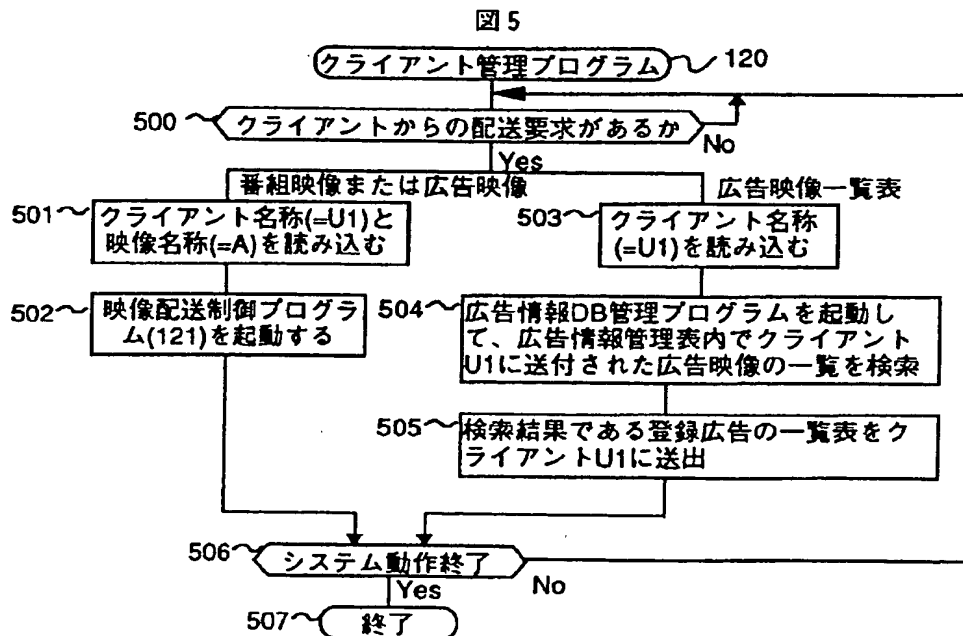 図5
クライアント管理プログラム
120
500
クライアントからの配送要求があるか
No
Yes
番組映像または広告映像
広告映像一覧表
501
クライアント名称(=U1)と
映像名称(=A)を読み込む
503
クライアント名称
(=U1)を読み込む
502
映像配送制御プログラ
ム(121)を起動する
504
広告情報DB管理プログラムを起動し
て、広告情報管理表内でクライアント
U1に送付された広告映像の一覧を検索
505
検索結果である登録広告の一覧表をク
ライアントU1に送出
506
システム動作終了
No
Yes
507
終了